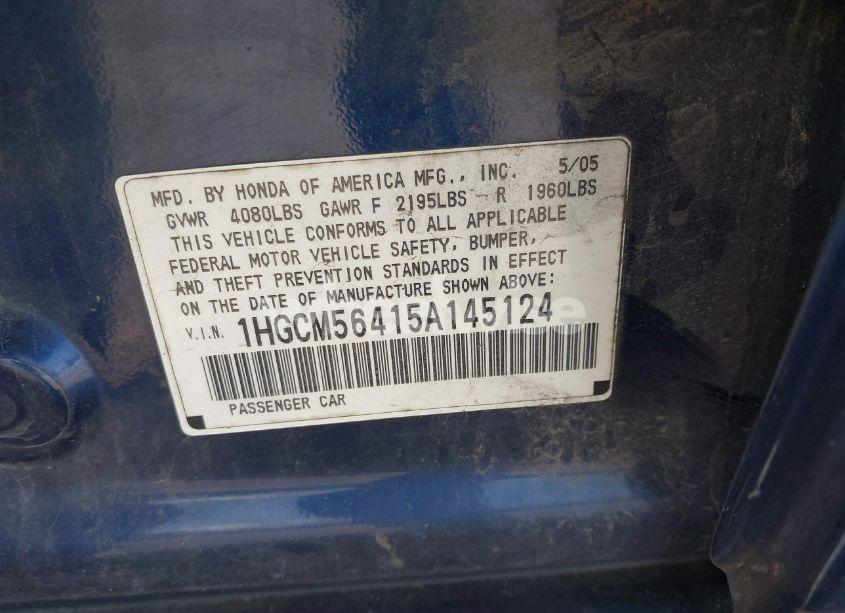 MFD. BY HONDA OF AMERICA MFG., INC. 5/05
GVWR 4080LBS GAWR F 2195LBS R 1960LBS
THIS VEHICLE CONFORMS TO ALL APPLICABLE
FEDERAL MOTOR VEHICLE SAFETY, BUMPER,
AND THEFT PREVENTION STANDARDS IN EFFECT
ON THE DATE OF MANUFACTURE SHOWN ABOVE:
V.I.N. 1HGCM56415A145124
PASSENGER CAR